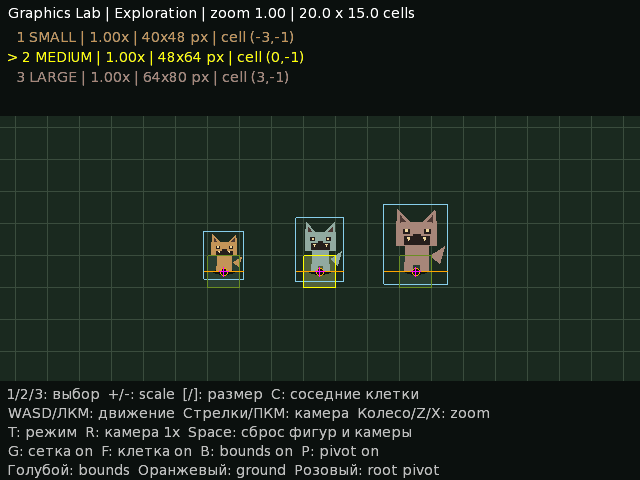 Graphics Lab | Exploration | zoom 1.00 | 20.0 x 15.0 cells
1 SMALL | 1.00x | 40x48 px | cell (-3,-1)
> 2 MEDIUM | 1.00x | 48x64 px | cell (0,-1)
3 LARGE | 1.00x | 64x80 px | cell (3,-1)
1/2/3: выбор +/-: scale [/]: размер C: соседние клетки
WASD/ЛКМ: движение Стрелки/ПКМ: камера Колесо/Z/X: zoom
T: режим R: камера 1x Space: сброс фигур и камеры
G: сетка on F: клетка on B: bounds on P: pivot on
Голубой: bounds Оранжевый: ground Розовый: root pivot